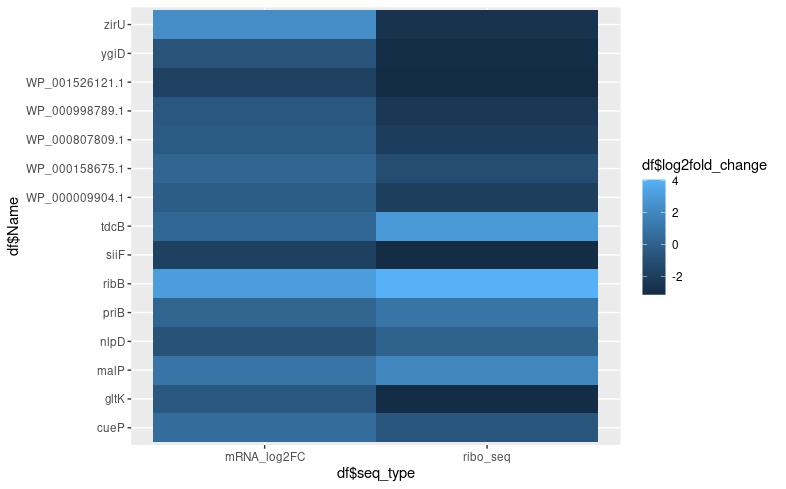 zirU
ygiD
WP_001526121.1
WP_000998789.1
WP_000807809.1
WP_000158675.1
WP_000009904.1
tdcB
siiF
ribB
priB
nlpD
malP
gltK
cueP
df$Name
mRNA_log2FC ribo_seq
df$seq_type
df$log2fold_change
4
2
0
-2